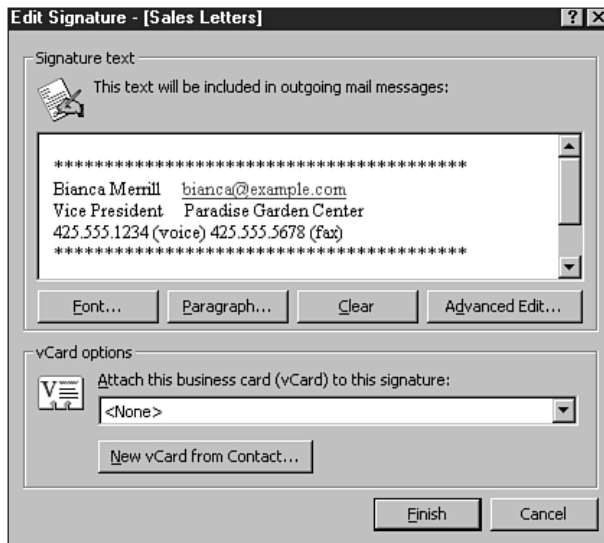 Edit Signature - [Sales Letters]
Signature text
This text will be included in outgoing mail messages:
*****************************************
Bianca Merrill bianca@example.com
Vice President Paradise Garden Center
425.555.1234 (voice) 425.555.5678 (fax)
*****************************************
Font... Paragraph... Clear Advanced Edit...
vCard options
Attach this business card (vCard) to this signature:
<None>
New vCard from Contact...
Finish Cancel